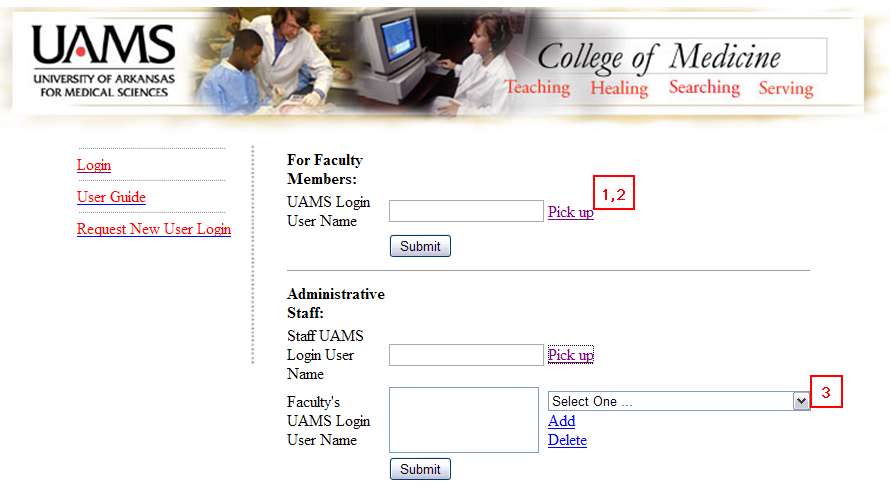 UAMS
UNIVERSITY OF ARKANSAS
FOR MEDICAL SCIENCES
College of Medicine
Teaching Healing Searching Serving
Login
User Guide
Request New User Login
For Faculty
Members:
UAMS Login
User Name
Pick up
1,2
Submit
Administrative
Staff:
Staff UAMS
Login User
Name
Pick up
Faculty's
UAMS Login
User Name
Select One ...
3
Add
Delete
Submit